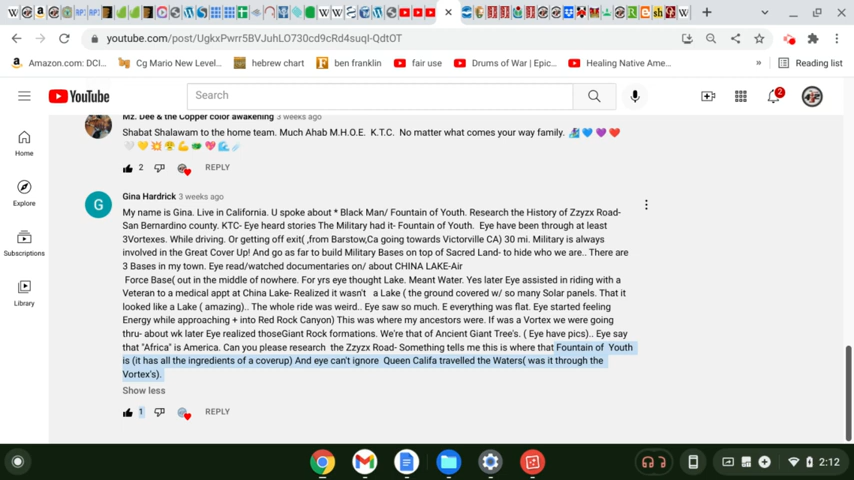 youtube.com/post/UgkxPwrr5BVJuhLO730cd9cRd4suqI-QdtOT
Amazon.com: DCI...
Cg Mario New Level...
hebrew chart
ben franklin
fair use
Drums of War | Epic...
Healing Native Ame...
»
Reading list
YouTube
Search
2
Home
Explore
Subscriptions
Library
Mz. Dee & the Copper color awakening 3 weeks ago
Shabat Shalawam to the home team. Much Ahab M.H.O.E. K.T.C. No matter what comes your way family.
2 REPLY
G
Gina Hardrick 3 weeks ago
My name is Gina. Live in California. U spoke about * Black Man/ Fountain of Youth. Research the History of Zzyzx Road-
San Bernardino county. KTC- Eye heard stories The Military had it- Fountain of Youth. Eye have been through at least
3Vortexes. While driving. Or getting off exit( ,from Barstow,Ca going towards Victorville CA) 30 mi. Military is always
involved in the Great Cover Up! And go as far to build Military Bases on top of Sacred Land- to hide who we are.. There are
3 Bases in my town. Eye read/watched documentaries on/ about CHINA LAKE-Air
Force Base( out in the middle of nowhere. For yrs eye thought Lake. Meant Water. Yes later Eye assisted in riding with a
Veteran to a medical appt at China Lake- Realized it wasn't a Lake ( the ground covered w/ so many Solar panels. That it
looked like a Lake ( amazing).. The whole ride was weird.. Eye saw so much. E everything was flat. Eye started feeling
Energy while approaching + into Red Rock Canyon) This was where my ancestors were. If was a Vortex we were going
thru- about wk later Eye realized thoseGiant Rock formations. We're that of Ancient Giant Tree's. ( Eye have pics).. Eye say
that "Africa" is America. Can you please research the Zzyzx Road- Something tells me this is where that Fountain of Youth
is (it has all the ingredients of a coverup) And eye can't ignore Queen Califa travelled the Waters( was it through the
Vortex's).
Show less
1 REPLY
2:12